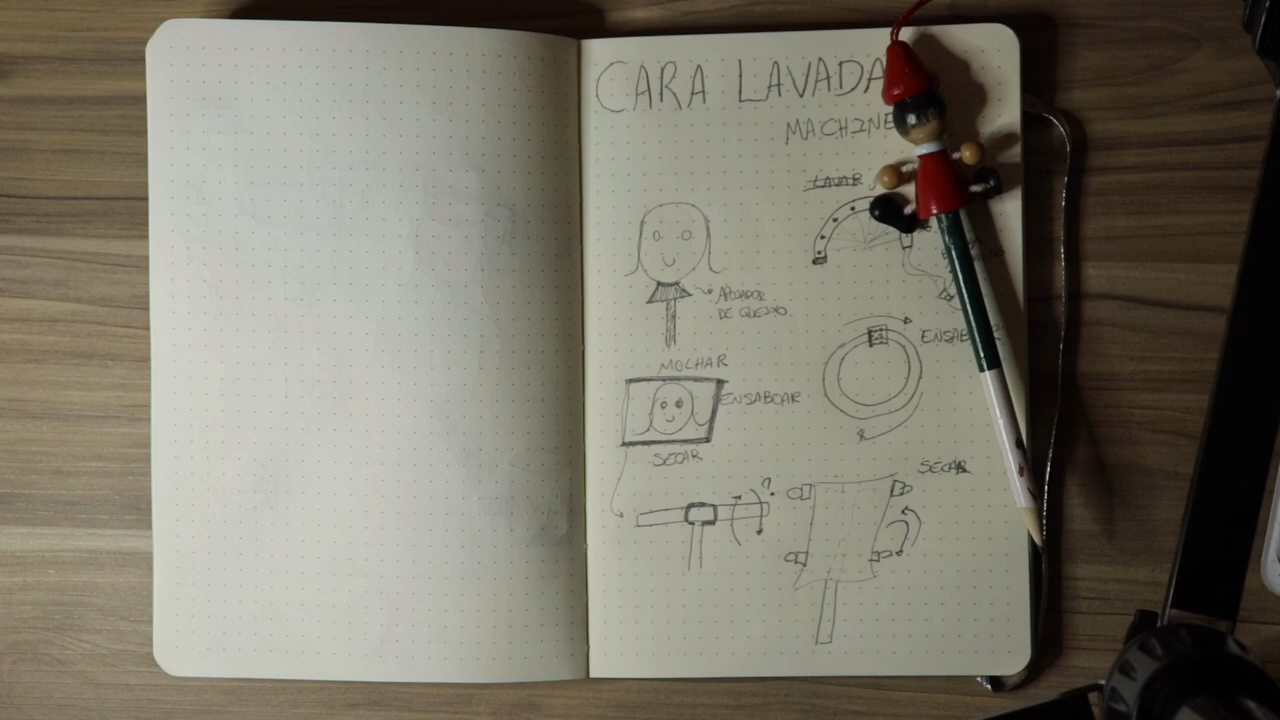 CARA LAVADA
MACHINE
LAVAR
APOIADOR
DE QUEIXO
MOLHAR
ENSABOAR
SECAR
?
SECAR